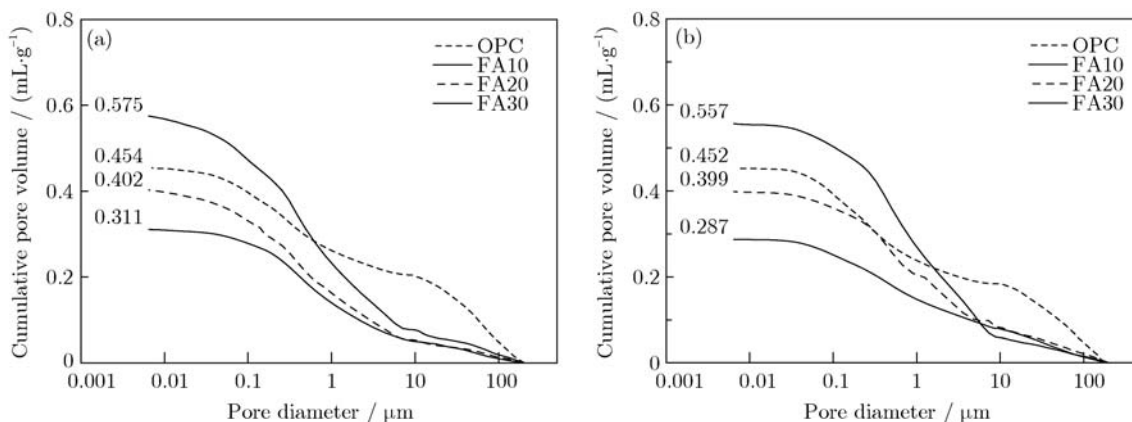 0.8
(a)
OPC
FA10
FA20
FA30
0.6
0.575
0.454
0.4
0.402
0.311
0.2
0
0.001
0.01
0.1
1
10
100
Cumulative pore volume / (mL·g⁻¹)
Pore diameter / μm
0.8
(b)
OPC
FA10
FA20
FA30
0.6
0.557
0.452
0.4
0.399
0.287
0.2
0
0.001
0.01
0.1
1
10
100
Cumulative pore volume / (mL·g⁻¹)
Pore diameter / μm